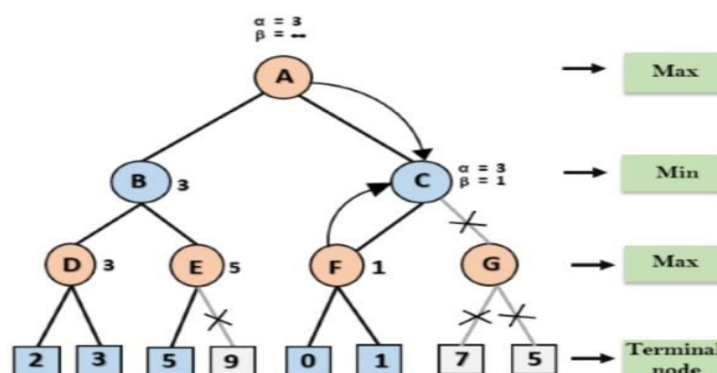 α = 3
β = ∞
A
Max
B 3
C
α = 3
β = 1
Min
D 3
E 5
F 1
G
Max
2 3 5 9 0 1 7 5
Terminal
node